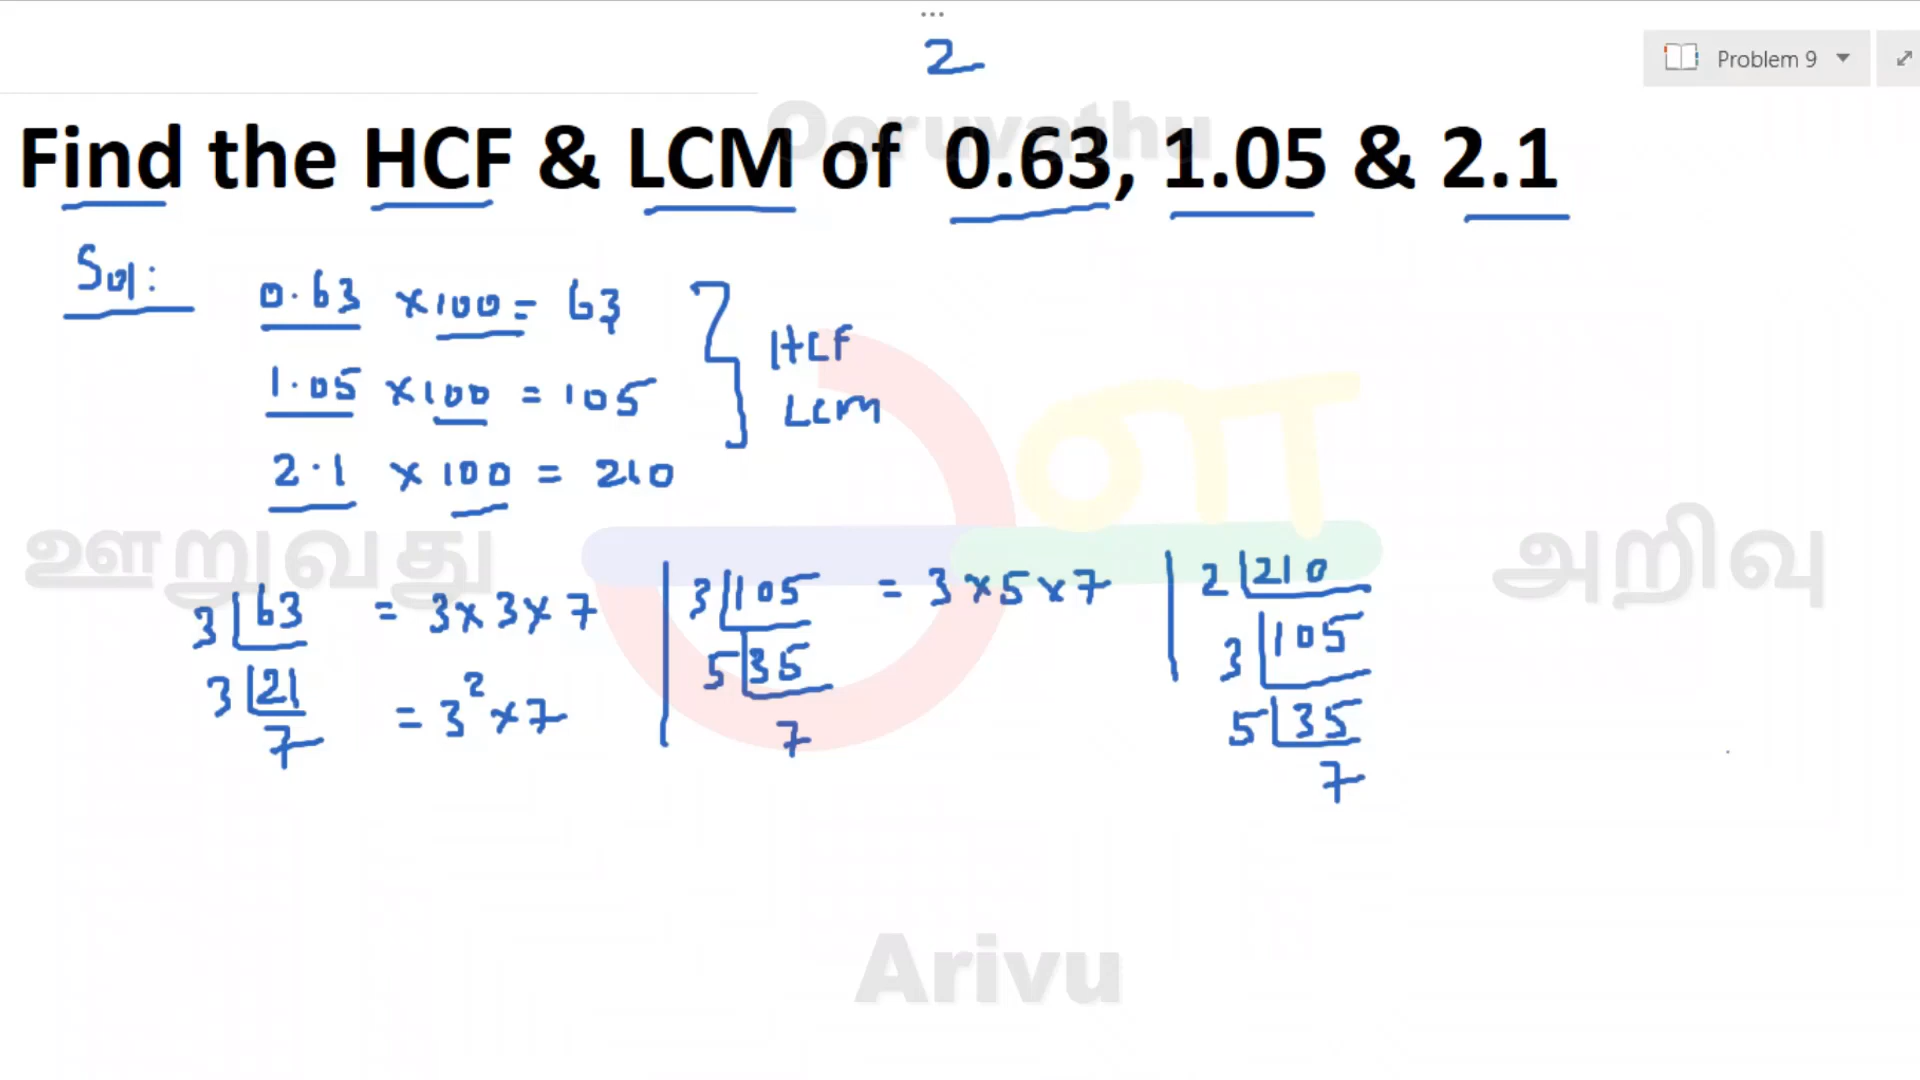 ...
2
Problem 9
Ooruvathu
Find the HCF & LCM of 0.63, 1.05 & 2.1
Sol:
0.63 × 100 = 63
1.05 × 100 = 105
2.1 × 100 = 210
HCF
LCM
ஊறுவது
ளா
அறிவு
3 63 = 3 × 3 × 7
3 21 = 3² × 7
7
3 105 = 3 × 5 × 7
5 35
7
2 210
3 105
5 35
7
Arivu